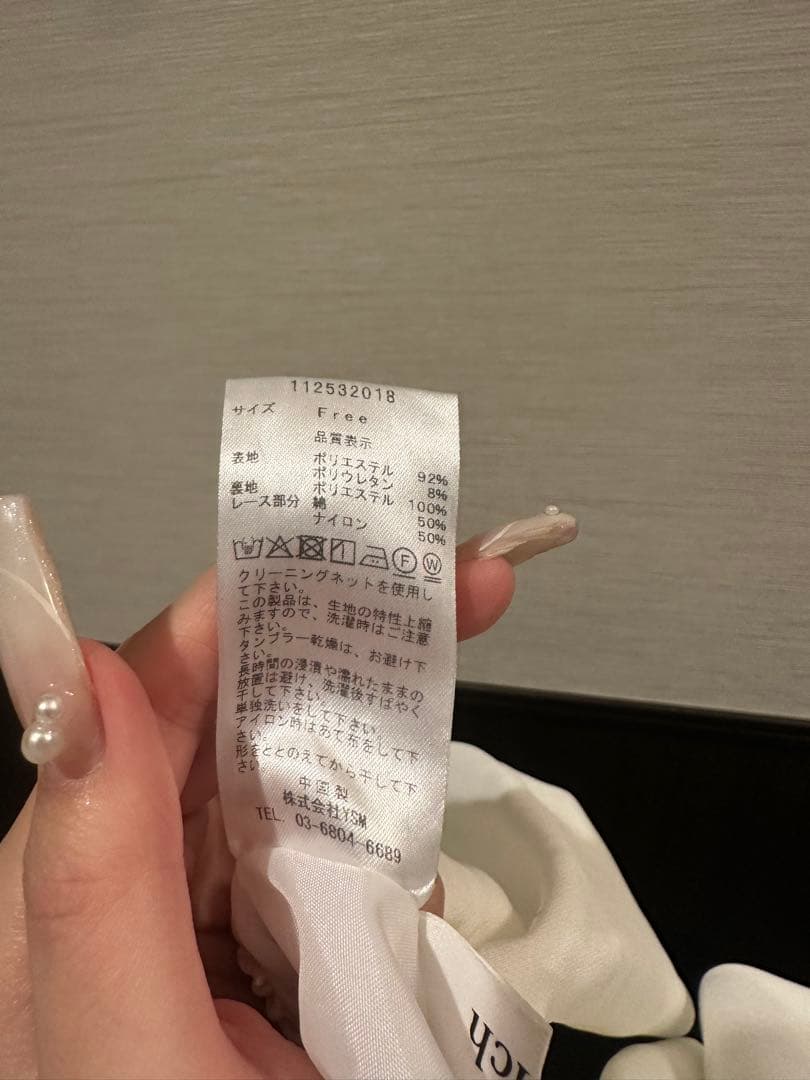 112532018
サイズ Free
品質表示
表地 ポリエステル 92%
ポリウレタン 8%
裏地 ポリエステル 100%
レース部分 綿 50%
ナイロン 50%
F W
クリーニングネットを使用し
て下さい。
この製品は、生地の特性上縮
みますので、洗濯時はご注意
下さい。
タンブラー乾燥は、お避け下
さい。
長時間の浸漬や濡れたままの
放置は避け、洗濯後すばやく
干して下さい。
単独洗いをして下さい。
アイロン時はあて布をして下
さい。
形をととのえてから干して下
さい。
中国製
株式会社YSM
TEL. 03-6804-6689